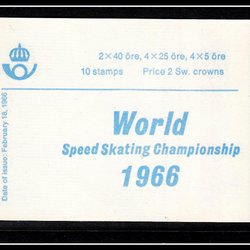 2×40 öre, 4×25 öre, 4×5 öre
10 stamps Price 2 Sw. crowns
World
Speed Skating Championship
1966
Date of issue: February 18, 1966